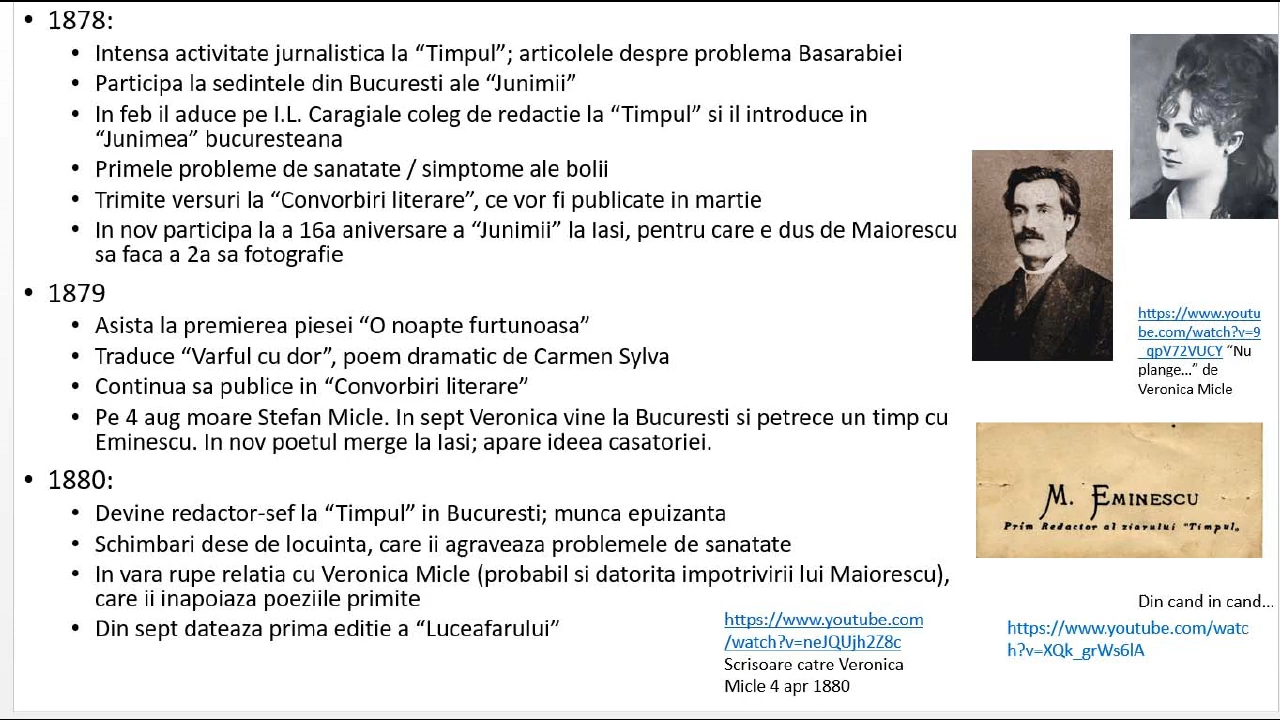 • 1878:
• Intensa activitate jurnalistica la “Timpul”; articolele despre problema Basarabiei
• Participa la sedintele din Bucuresti ale “Junimii”
• In feb il aduce pe I.L. Caragiale coleg de redactie la “Timpul” si il introduce in
“Junimea” bucuresteana
• Primele probleme de sanatate / simptome ale bolii
• Trimite versuri la “Convorbiri literare”, ce vor fi publicate in martie
• In nov participa la a 16a aniversare a “Junimii” la Iasi, pentru care e dus de Maiorescu
sa faca a 2a sa fotografie
• 1879
• Asista la premierea piesei “O noapte furtunoasa”
• Traduce “Varful cu dor”, poem dramatic de Carmen Sylva
• Continua sa publice in “Convorbiri literare”
• Pe 4 aug moare Stefan Micle. In sept Veronica vine la Bucuresti si petrece un timp cu
Eminescu. In nov poetul merge la Iasi; apare ideea casatoriei.
• 1880:
• Devine redactor-sef la “Timpul” in Bucuresti; munca epuizanta
• Schimbari dese de locuinta, care ii agraveaza problemele de sanatate
• In vara rupe relatia cu Veronica Micle (probabil si datorita impotrivirii lui Maiorescu),
care ii inapoiaza poeziile primite
• Din sept dateaza prima editie a “Luceafarului”
https://www.youtube.com
/watch?v=neJQUjh2Z8c
Scrisoare catre Veronica
Micle 4 apr 1880
https://www.youtu
be.com/watch?v=9
_qpV72VUCY “Nu
plange...” de
Veronica Micle
M. EMINESCU
Prim Redactor al ziarului "Timpul„
Din cand in cand...
https://www.youtube.com/watc
h?v=XQk_grWs6lA